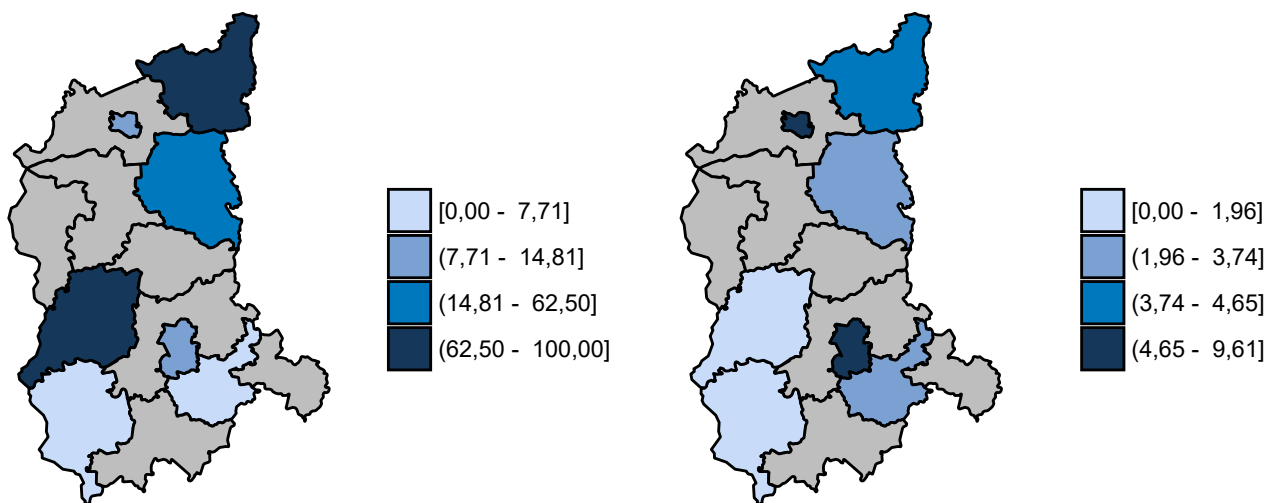 [0,00 - 7,71]
(7,71 - 14,81]
(14,81 - 62,50]
(62,50 - 100,00]
[0,00 - 1,96]
(1,96 - 3,74]
(3,74 - 4,65]
(4,65 - 9,61]